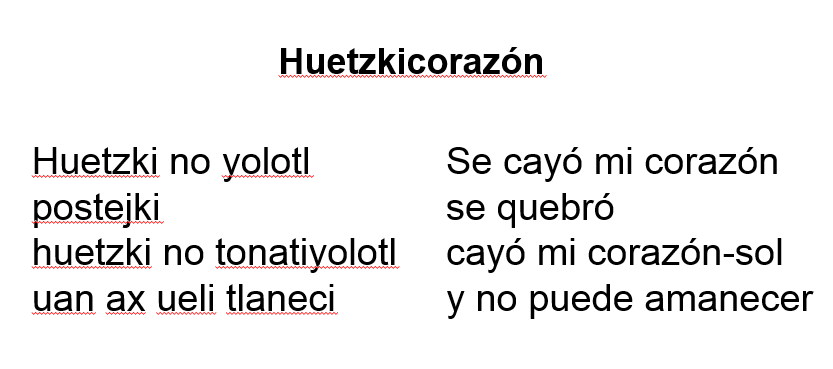 Huetzkicorazón
Huetzki no yolotl
postejki
huetzki no tonatiyolotl
uan ax ueli tlaneci
Se cayó mi corazón
se quebró
cayó mi corazón-sol
y no puede amanecer